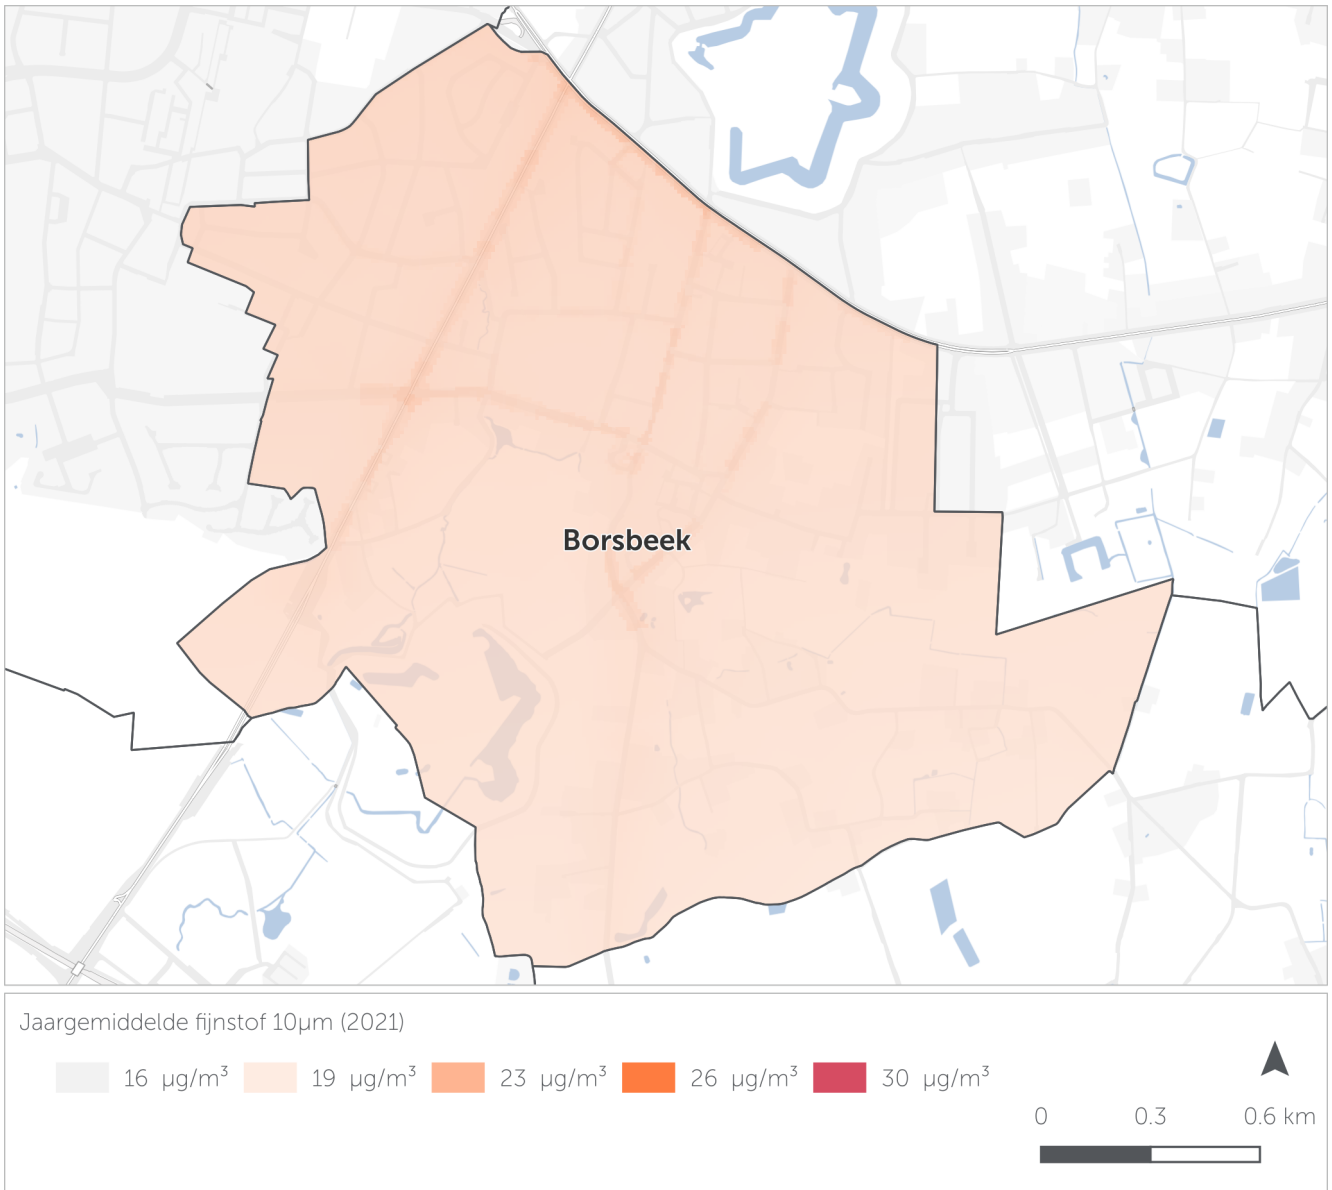 Borsbeek
Jaargemiddelde fijnstof 10µm (2021)
16 µg/m³ 19 µg/m³ 23 µg/m³ 26 µg/m³ 30 µg/m³
0 0.3 0.6 km